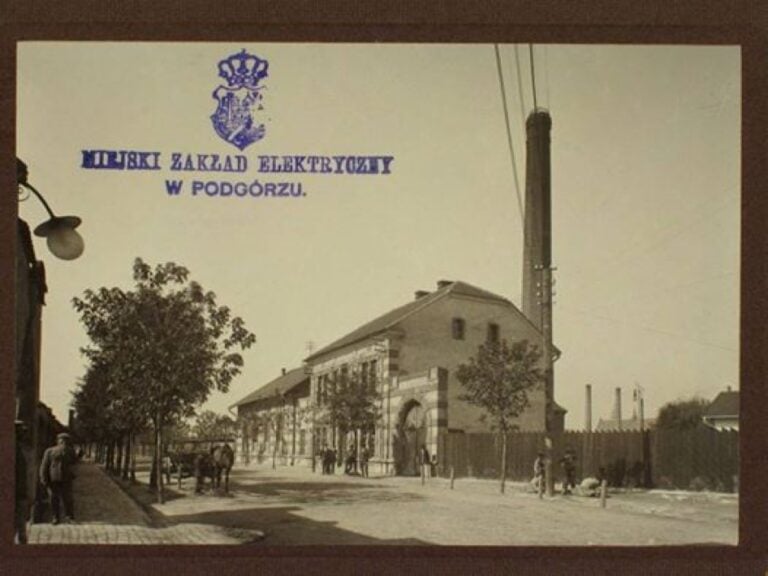 MIEJSKI ZAKŁAD ELEKTRYCZNY
W PODGÓRZU.